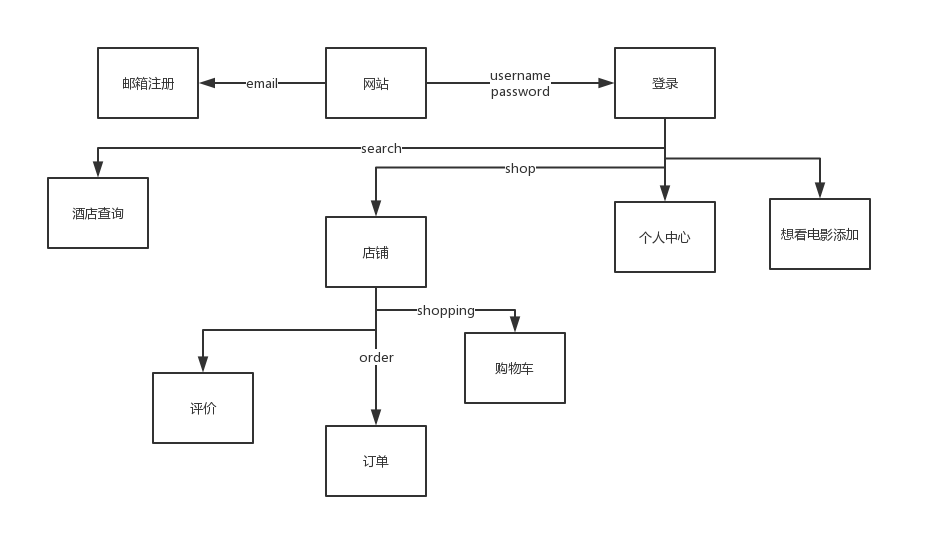 邮箱注册
email
网站
username
password
登录
search
shop
酒店查询
店铺
个人中心
想看电影添加
shopping
order
购物车
评价
订单